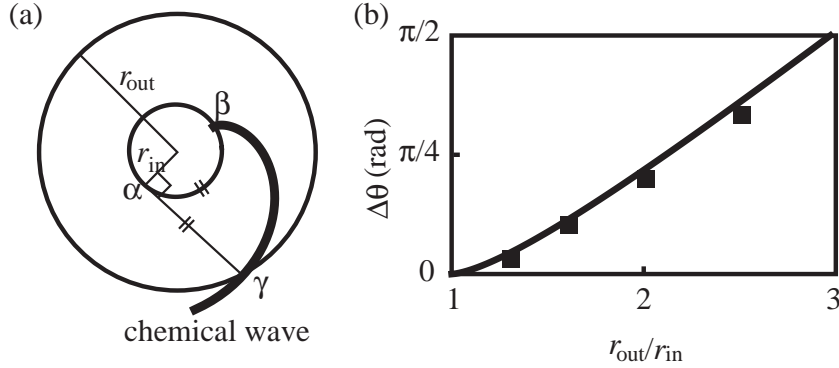 (a)
r_out
β
r_in
α
γ
chemical wave
(b)
π/2
π/4
0
Δθ (rad)
1
2
3
r_out/r_in